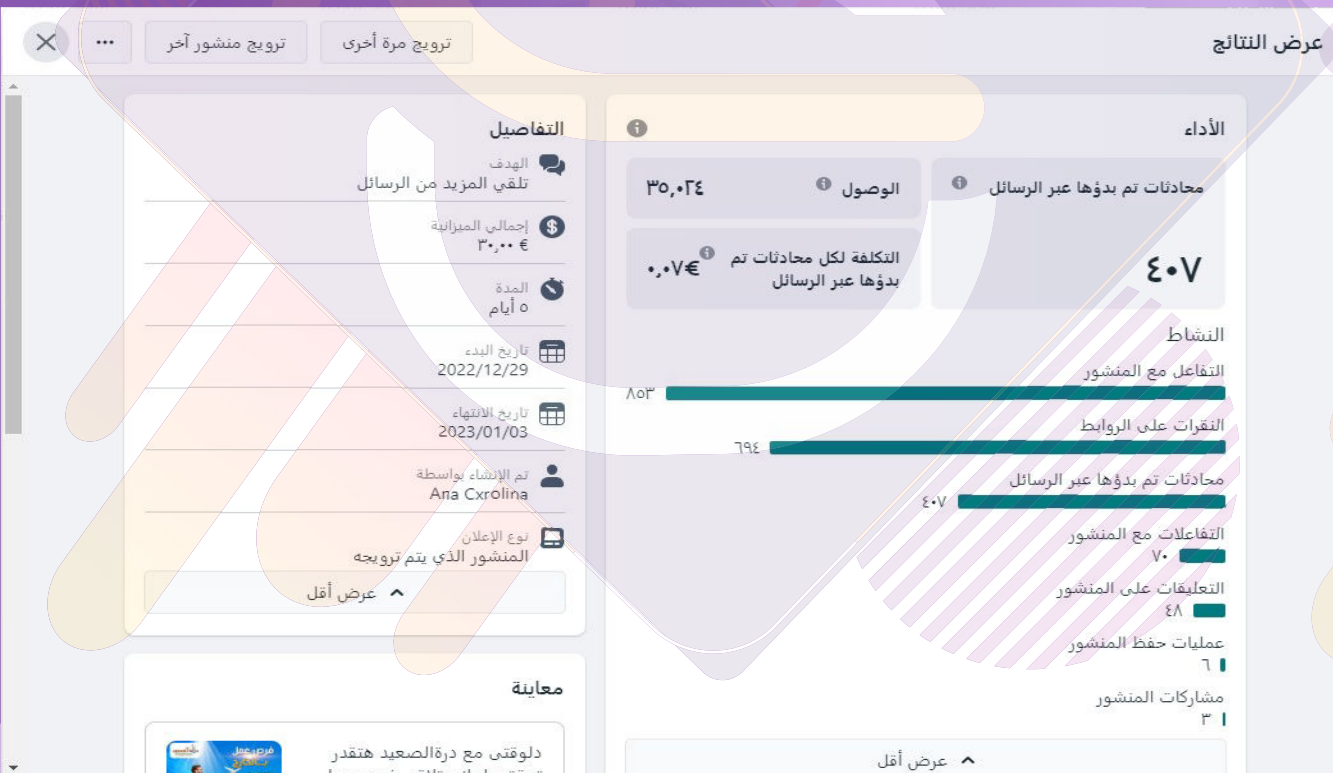 عرض النتائج
ترويج مرة أخرى
ترويج منشور آخر
الأداء
محادثات تم بدؤها عبر الرسائل
٤٠٧
الوصول
٣٥,٠٢٤
التكلفة لكل محادثات تم
بدؤها عبر الرسائل
€٠,٠٧
النشاط
التفاعل مع المنشور
٨٥٣
النقرات على الروابط
٦٩٤
محادثات تم بدؤها عبر الرسائل
٤٠٧
التفاعلات مع المنشور
٧٠
التعليقات على المنشور
٤٨
عمليات حفظ المنشور
٦
مشاركات المنشور
٣
عرض أقل
التفاصيل
الهدف
تلقي المزيد من الرسائل
إجمالي الميزانية
€ ٣٠,٠٠
المدة
٥ أيام
تاريخ البدء
2022/12/29
تاريخ الانتهاء
2023/01/03
تم الإنشاء بواسطة
Ana Cxrolina
نوع الإعلان
المنشور الذي يتم ترويجه
عرض أقل
معاينة
دلوقتى مع درةالصعيد هتقدر
فرص عمل